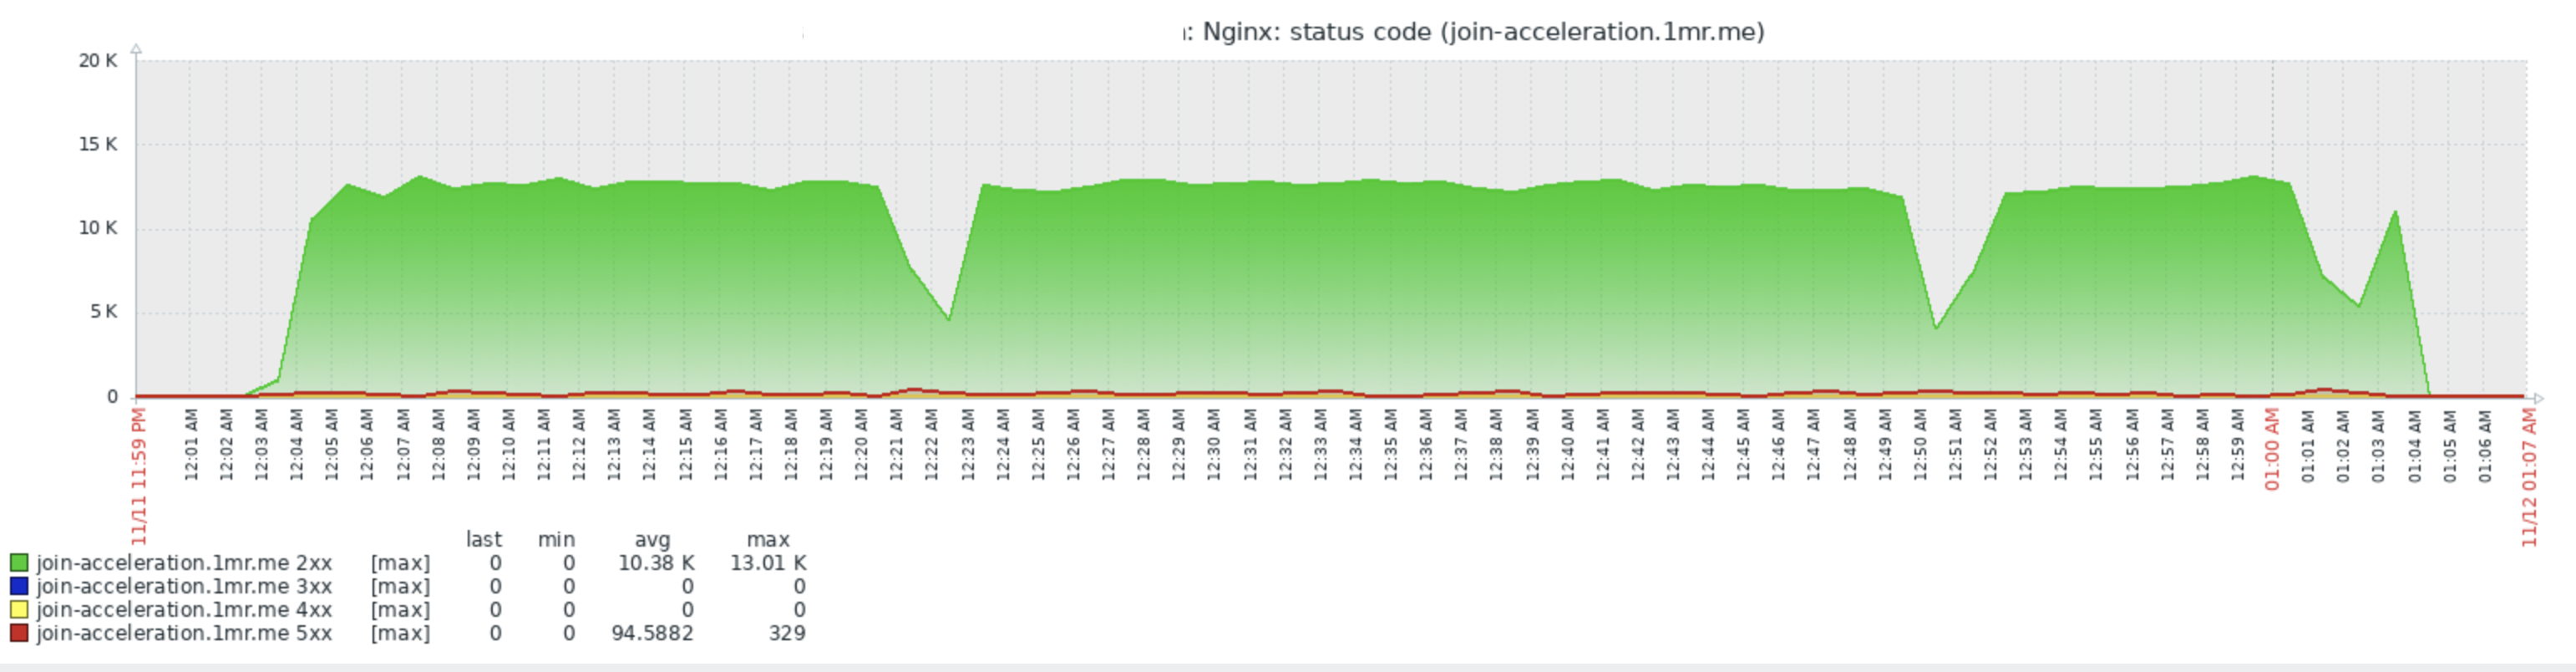 : Nginx: status code (join-acceleration.1mr.me)
20 K
15 K
10 K
5 K
0
11/11 11:59 PM
12:01 AM
12:02 AM
12:03 AM
12:04 AM
12:05 AM
12:06 AM
12:07 AM
12:08 AM
12:09 AM
12:10 AM
12:11 AM
12:12 AM
12:13 AM
12:14 AM
12:15 AM
12:16 AM
12:17 AM
12:18 AM
12:19 AM
12:20 AM
12:21 AM
12:22 AM
12:23 AM
12:24 AM
12:25 AM
12:26 AM
12:27 AM
12:28 AM
12:29 AM
12:30 AM
12:31 AM
12:32 AM
12:33 AM
12:34 AM
12:35 AM
12:36 AM
12:37 AM
12:38 AM
12:39 AM
12:40 AM
12:41 AM
12:42 AM
12:43 AM
12:44 AM
12:45 AM
12:46 AM
12:47 AM
12:48 AM
12:49 AM
12:50 AM
12:51 AM
12:52 AM
12:53 AM
12:54 AM
12:55 AM
12:56 AM
12:57 AM
12:58 AM
12:59 AM
01:00 AM
01:01 AM
01:02 AM
01:03 AM
01:04 AM
01:05 AM
01:06 AM
11/12 01:07 AM
last min avg max
join-acceleration.1mr.me 2xx [max] 0 0 10.38 K 13.01 K
join-acceleration.1mr.me 3xx [max] 0 0 0 0
join-acceleration.1mr.me 4xx [max] 0 0 0 0
join-acceleration.1mr.me 5xx [max] 0 0 94.5882 329